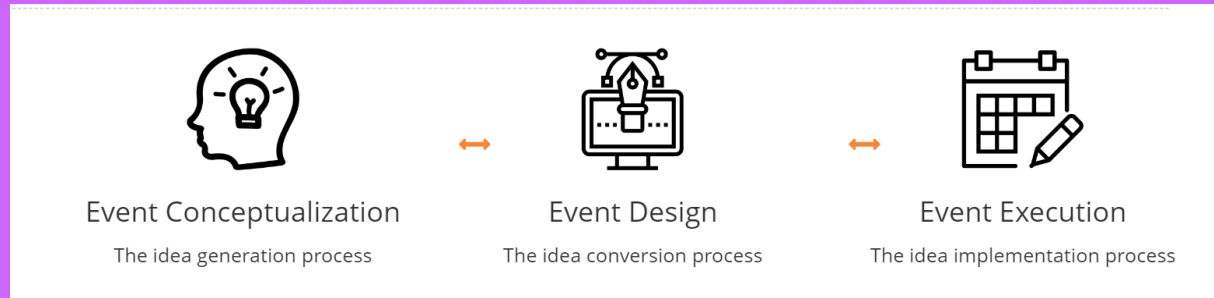 Event Conceptualization
The idea generation process
Event Design
The idea conversion process
Event Execution
The idea implementation process